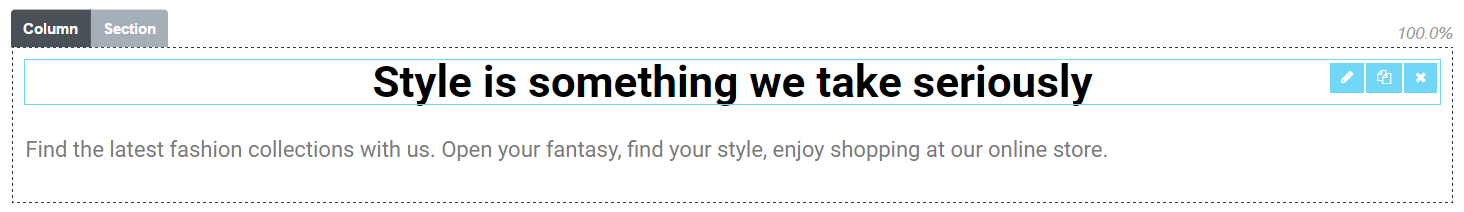 Column Section
100.0%
Style is something we take seriously
Find the latest fashion collections with us. Open your fantasy, find your style, enjoy shopping at our online store.